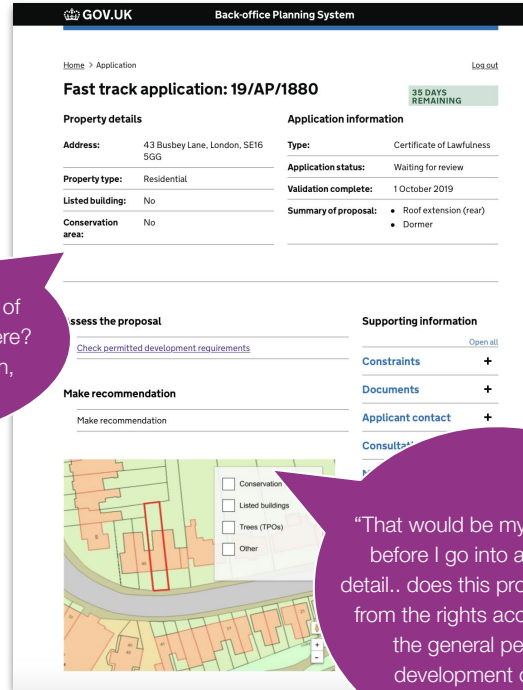 GOV.UK Back-office Planning System
Home > Application Log out
Fast track application: 19/AP/1880
35 DAYS
REMAINING
Property details
Address: 43 Busbey Lane, London, SE16
5GG
Property type: Residential
Listed building: No
Conservation
area: No
Application information
Type: Certificate of Lawfulness
Application status: Waiting for review
Validation complete: 1 October 2019
Summary of proposal: • Roof extension (rear)
• Dormer
of
ere?
n,
ssess the proposal
Check permitted development requirements
Make recommendation
Make recommendation
Supporting information
Open all
Constraints +
Documents +
Applicant contact +
Consultati
Conservation
Listed buildings
Trees (TPOs)
Other
+
-
“That would be my
before I go into a
detail.. does this pro
from the rights acc
the general pe
development